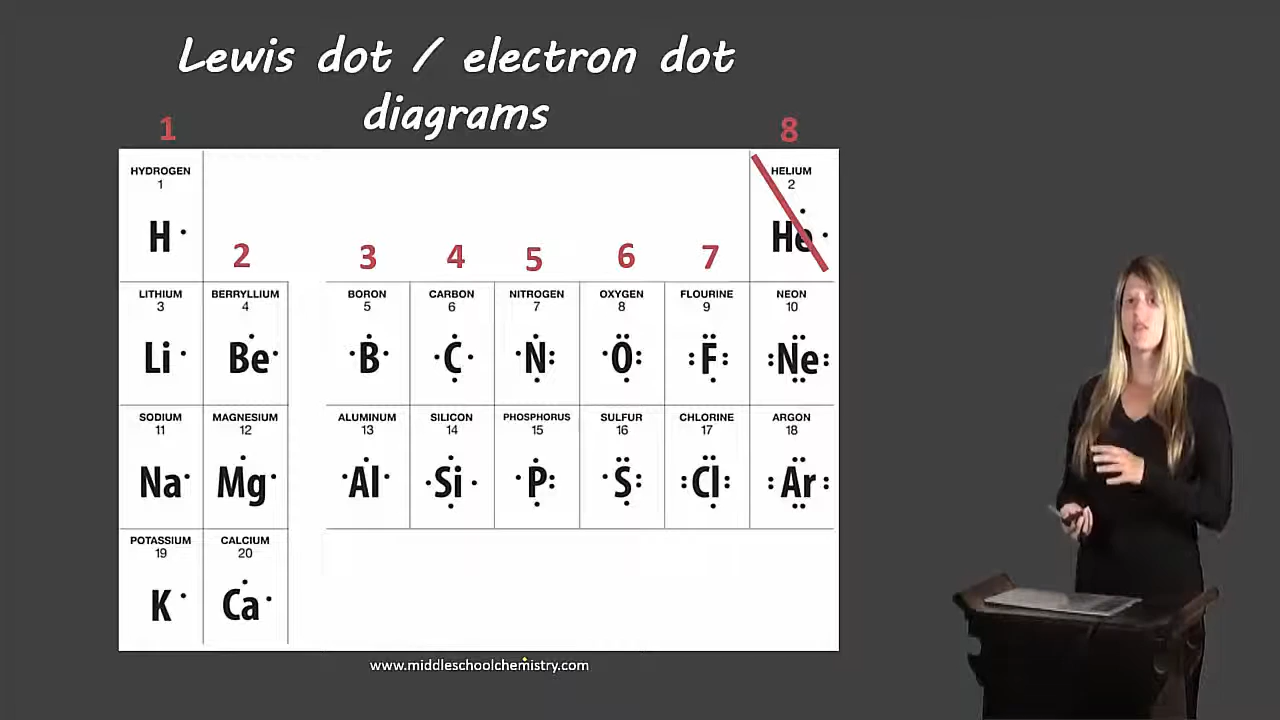 Lewis dot / electron dot
diagrams
1 8
HYDROGEN HELIUM
1 2
H He
2 3 4 5 6 7
LITHIUM BERRYLLIUM BORON CARBON NITROGEN OXYGEN FLOURINE NEON
3 4 5 6 7 8 9 10
Li Be B C N O F Ne
SODIUM MAGNESIUM ALUMINUM SILICON PHOSPHORUS SULFUR CHLORINE ARGON
11 12 13 14 15 16 17 18
Na Mg Al Si P S Cl Ar
POTASSIUM CALCIUM
19 20
K Ca
www.middleschoolchemistry.com